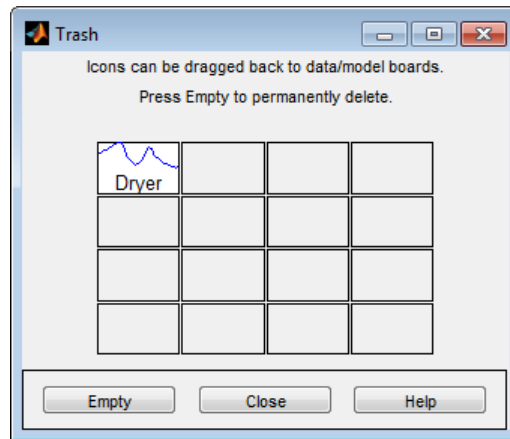 Trash
Icons can be dragged back to data/model boards.
Press Empty to permanently delete.
Dryer
Empty Close Help